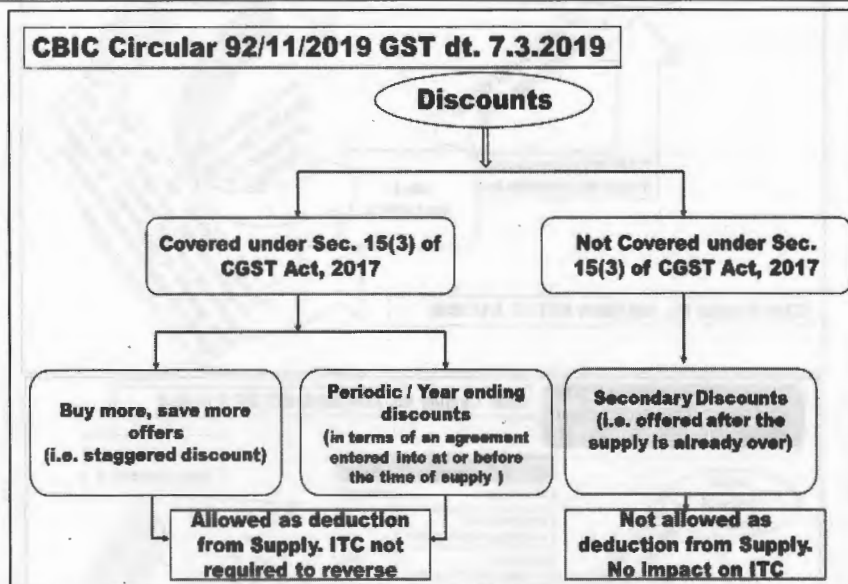 CBIC Circular 92/11/2019 GST dt. 7.3.2019
Discounts
Covered under Sec. 15(3) of
CGST Act, 2017
Not Covered under Sec.
15(3) of CGST Act, 2017
Buy more, save more
offers
(i.e. staggered discount)
Periodic / Year ending
discounts
(in terms of an agreement
entered into at or before
the time of supply )
Secondary Discounts
(i.e. offered after the
supply is already over)
Allowed as deduction
from Supply. ITC not
required to reverse
Not allowed as
deduction from Supply.
No impact on ITC